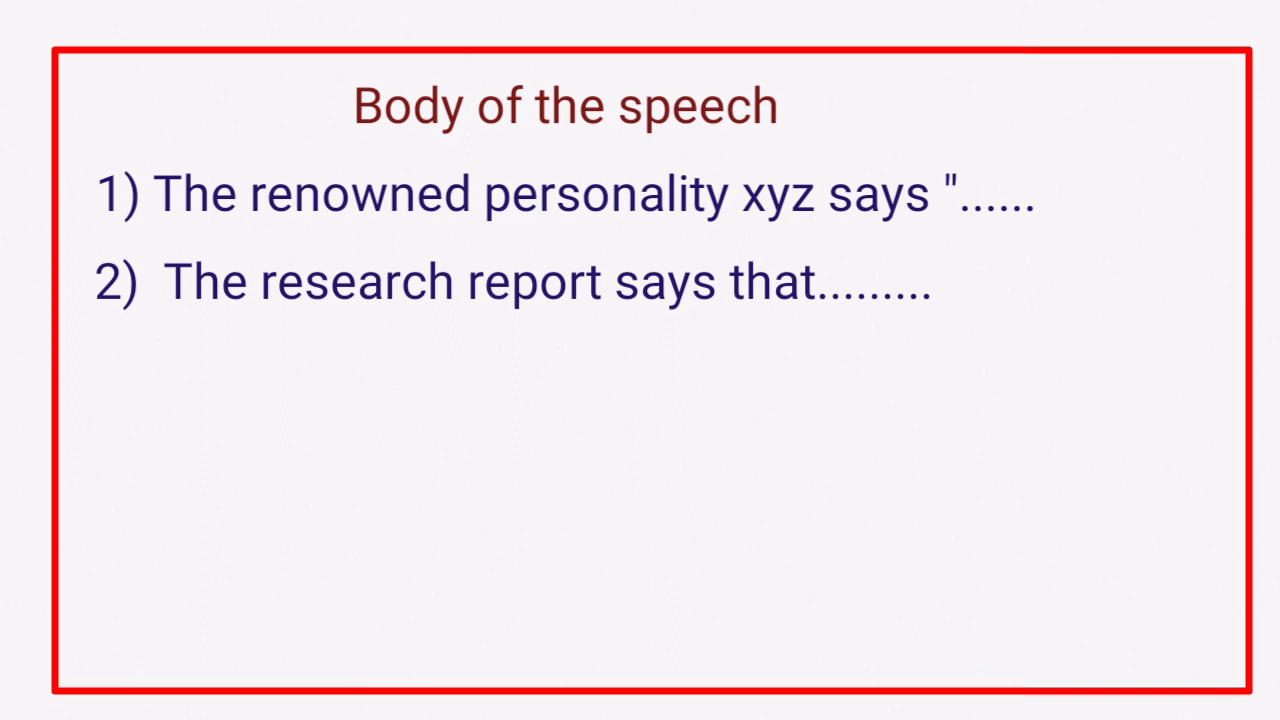 Body of the speech
1) The renowned personality xyz says "......
2) The research report says that.........